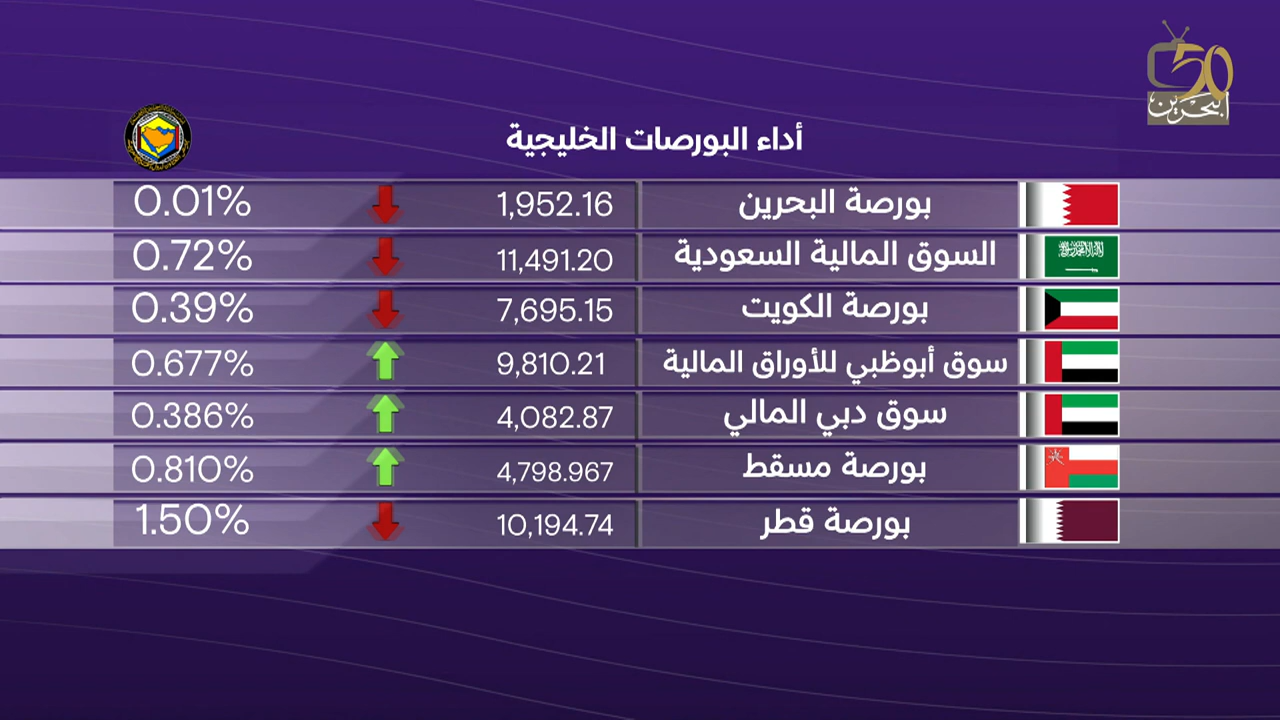 50
البحرين
أداء البورصات الخليجية
بورصة البحرين 1,952.16 0.01%
السوق المالية السعودية 11,491.20 0.72%
بورصة الكويت 7,695.15 0.39%
سوق أبوظبي للأوراق المالية 9,810.21 0.677%
سوق دبي المالي 4,082.87 0.386%
بورصة مسقط 4,798.967 0.810%
بورصة قطر 10,194.74 1.50%